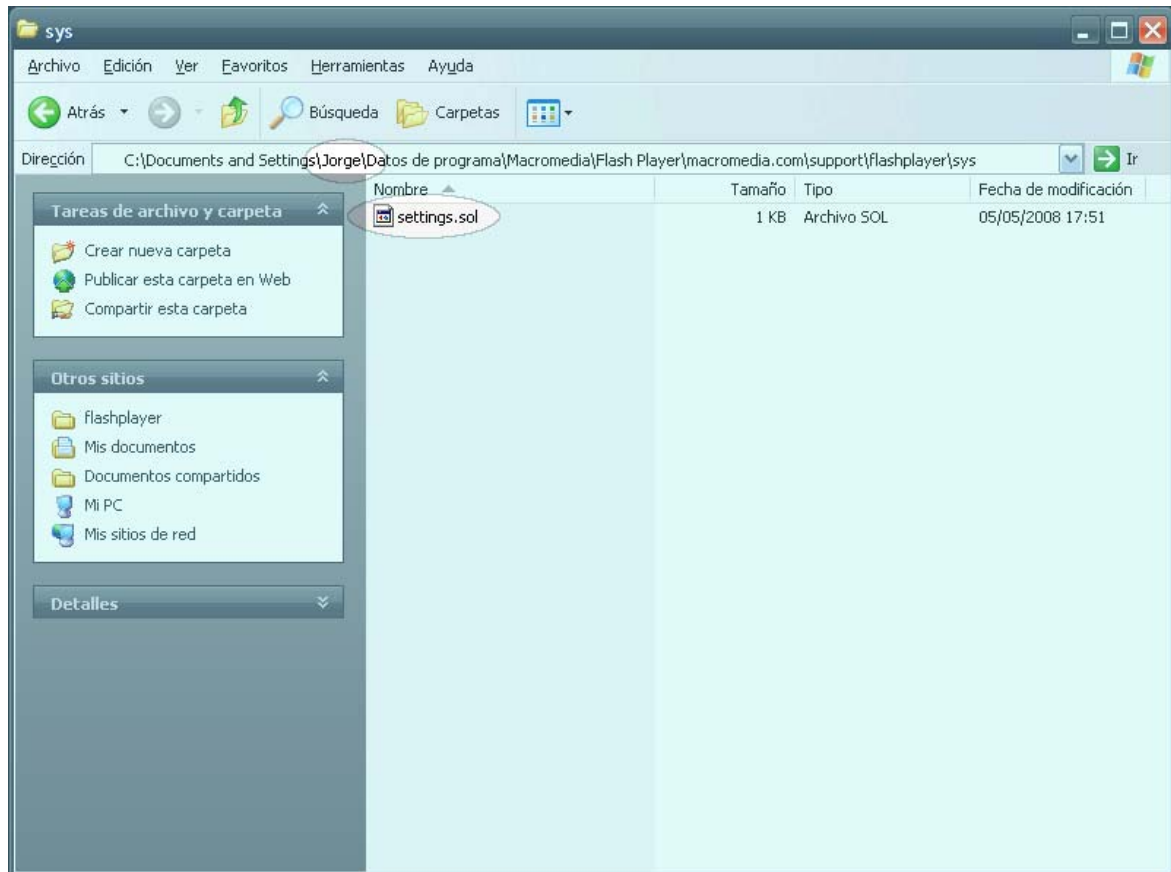 sys
Archivo Edición Ver Favoritos Herramientas Ayuda
Atrás Búsqueda Carpetas
Dirección C:\Documents and Settings\Jorge\Datos de programa\Macromedia\Flash Player\macromedia.com\support\flashplayer\sys Ir
Nombre Tamaño Tipo Fecha de modificación
settings.sol 1 KB Archivo SOL 05/05/2008 17:51
Tareas de archivo y carpeta
Crear nueva carpeta
Publicar esta carpeta en Web
Compartir esta carpeta
Otros sitios
flashplayer
Mis documentos
Documentos compartidos
Mi PC
Mis sitios de red
Detalles